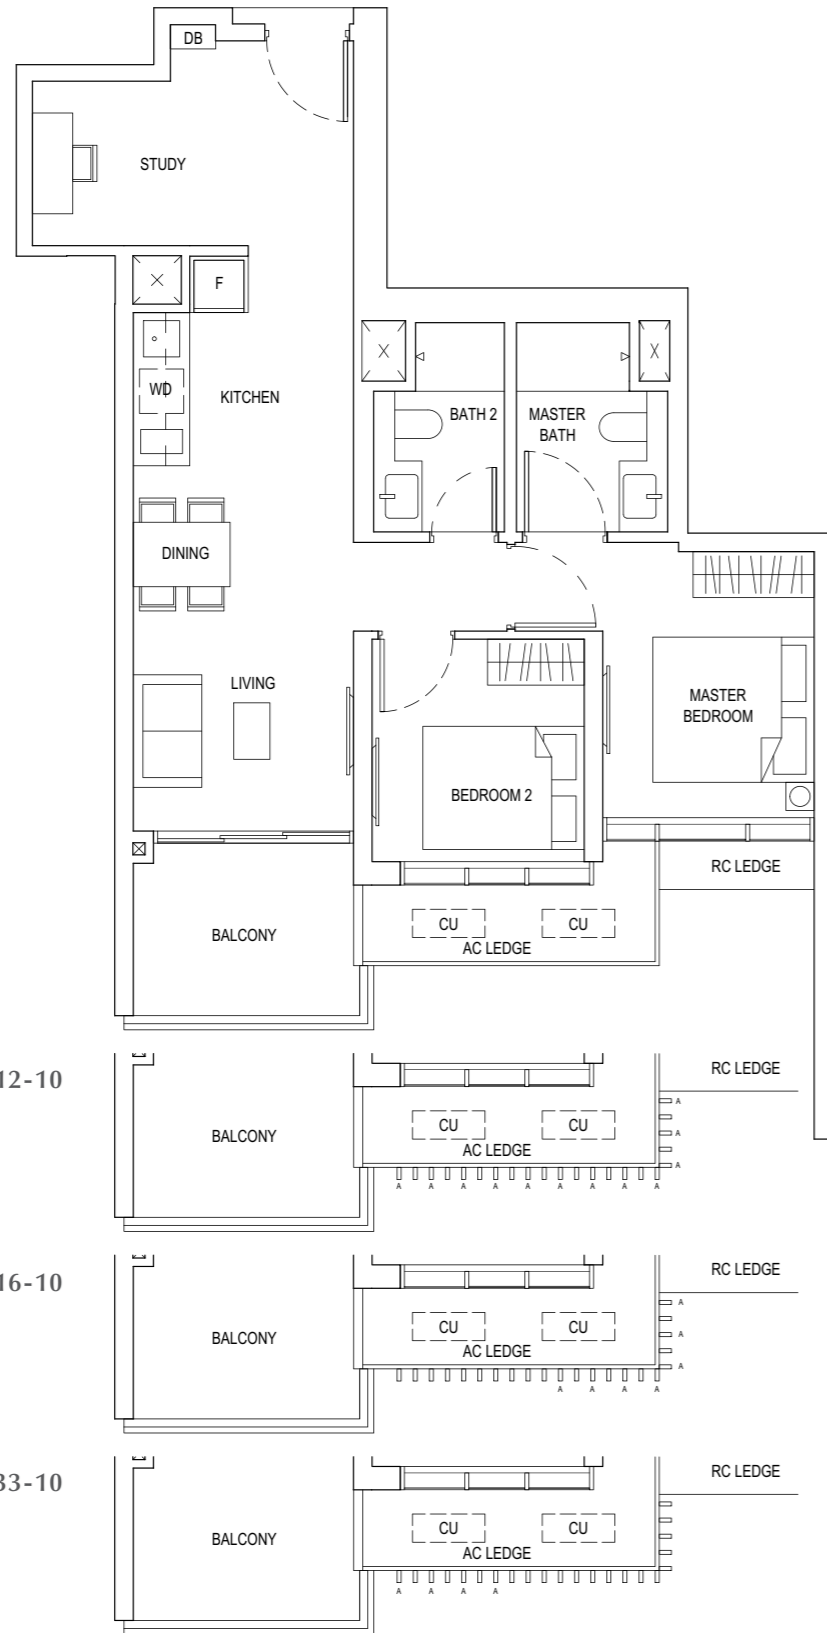 DB
STUDY
F
WD
KITCHEN
BATH 2
MASTER
BATH
DINING
LIVING
MASTER
BEDROOM
BEDROOM 2
RC LEDGE
BALCONY
CU
CU
AC LEDGE
12-10
RC LEDGE
BALCONY
CU
CU
AC LEDGE
A
A
A
A A A A A A A A A
16-10
RC LEDGE
BALCONY
CU
CU
AC LEDGE
A
A
A
A A A A
33-10
RC LEDGE
BALCONY
CU
CU
AC LEDGE
A A A A